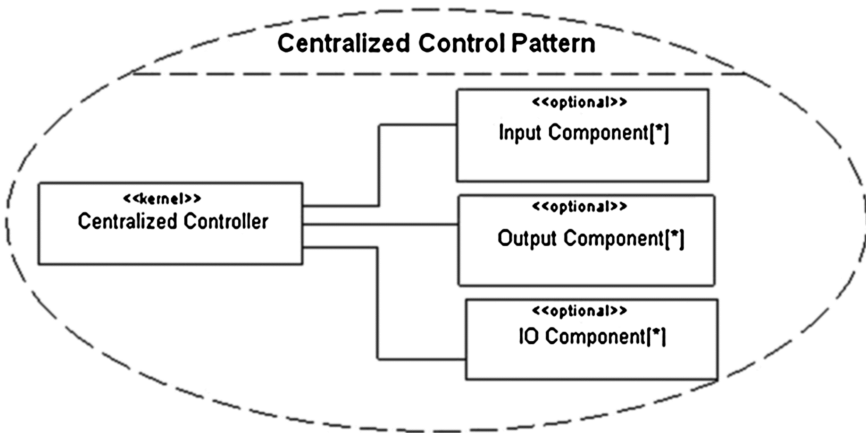 Centralized Control Pattern
<<optional>>
Input Component[*]
<<kernel>>
Centralized Controller
<<optional>>
Output Component[*]
<<optional>>
IO Component[*]